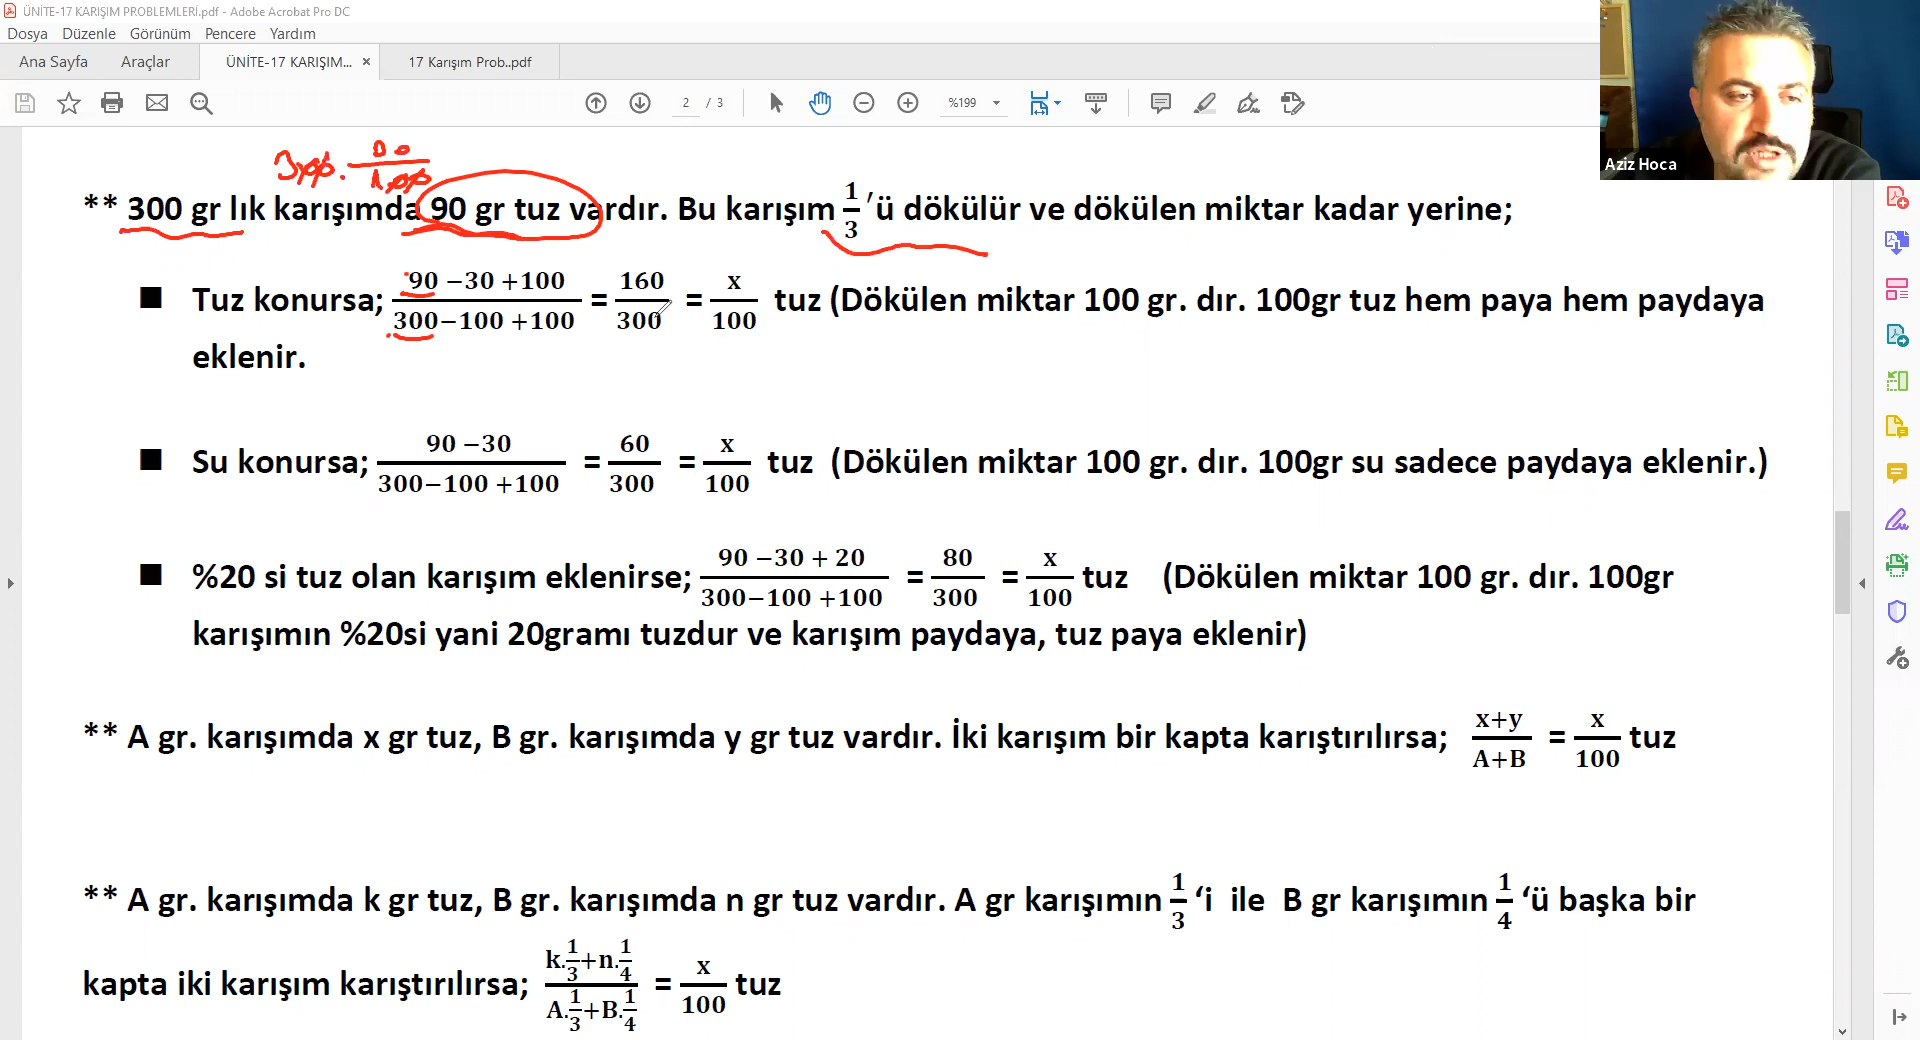 ÜNİTE-17 KARIŞIM PROBLEMLERİ.pdf - Adobe Acrobat Pro DC
Dosya Düzenle Görünüm Pencere Yardım
Ana Sayfa Araçlar ÜNİTE-17 KARIŞIM... × 17 Karışım Prob..pdf
2 / 3 %199
Aziz Hoca
** 300 gr lık karışımda 90 gr tuz vardır. Bu karışım 1/3 'ü dökülür ve dökülen miktar kadar yerine;
■ Tuz konursa; (90 −30 +100)/(300−100 +100) = 160/300 = x/100 tuz (Dökülen miktar 100 gr. dır. 100gr tuz hem paya hem paydaya
eklenir.
■ Su konursa; (90 −30)/(300−100 +100) = 60/300 = x/100 tuz (Dökülen miktar 100 gr. dır. 100gr su sadece paydaya eklenir.)
■ %20 si tuz olan karışım eklenirse; (90 −30 + 20)/(300−100 +100) = 80/300 = x/100 tuz (Dökülen miktar 100 gr. dır. 100gr
karışımın %20si yani 20gramı tuzdur ve karışım paydaya, tuz paya eklenir)
** A gr. karışımda x gr tuz, B gr. karışımda y gr tuz vardır. İki karışım bir kapta karıştırılırsa; (x+y)/(A+B) = x/100 tuz
** A gr. karışımda k gr tuz, B gr. karışımda n gr tuz vardır. A gr karışımın 1/3 ‘i ile B gr karışımın 1/4 ‘ü başka bir
kapta iki karışım karıştırılırsa; (k.1/3+n.1/4)/(A.1/3+B.1/4) = x/100 tuz